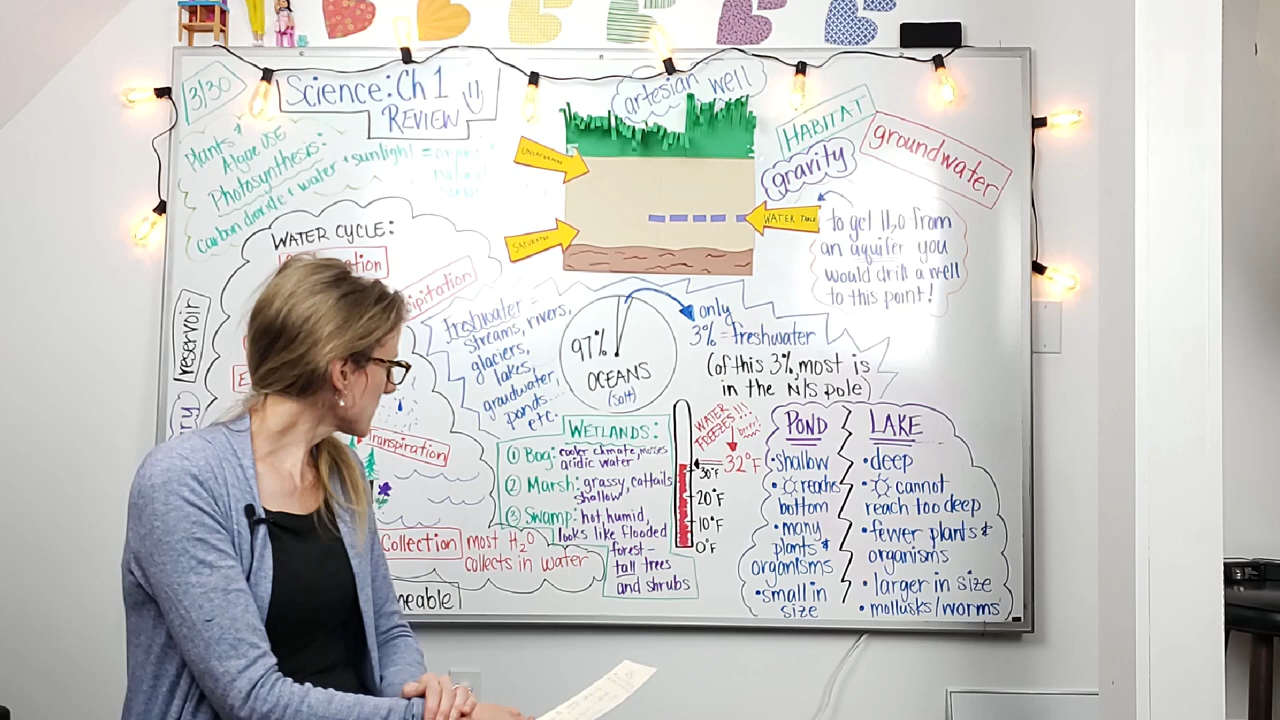 3/30
Science: Ch 1
REVIEW
Plants &
Algae use
Photosynthesis:
carbon dioxide + water
+ sunlight =
WATER CYCLE:
Transpiration
Collection
most H2O
collects in water
reservoir
artesian well
WATER TABLE
HABITAT
gravity
groundwater
to get H2O from
an aquifer you
would drill a well
to this point!
freshwater =
streams, rivers,
glaciers,
lakes,
groudwater,
ponds...
etc.
97%
OCEANS
(salt)
only
3% = freshwater
(of this 3%, most is
in the N/S pole)
WETLANDS:
① Bog: cooler climate, mosses
acidic water
② Marsh: grassy, cattails
shallow
③ Swamp: hot, humid,
looks like flooded
forest-
tall trees
and shrubs
WATER
FREEZES!!!
brrr!
32°F
30°F
20°F
10°F
0°F
POND
•shallow
• reaches
bottom
•many
plants &
organisms
•small in
size
LAKE
•deep
• cannot
reach too deep
•fewer plants &
organisms
•larger in size
•mollusks/worms